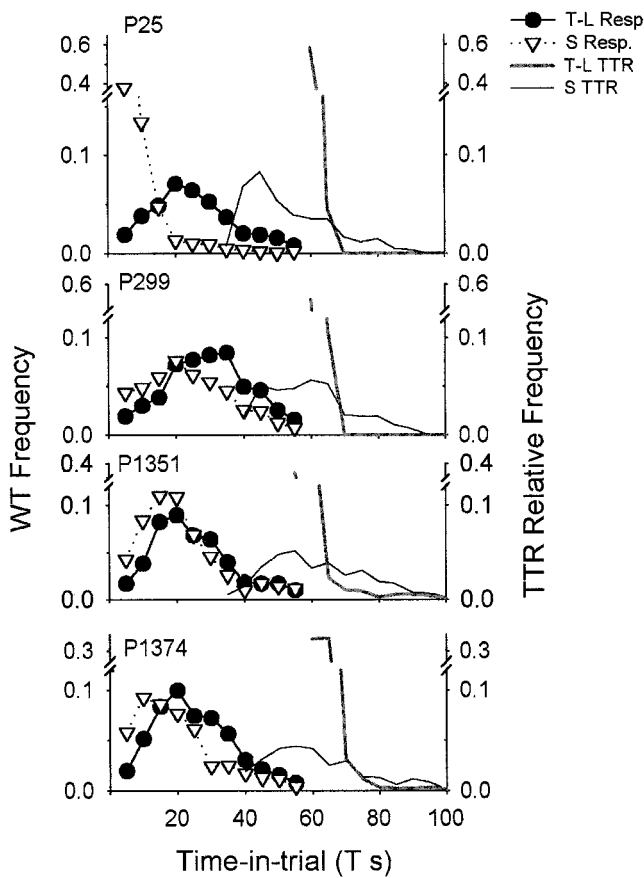 T-L Resp
S Resp.
T-L TTR
S TTR
P25
0.6
0.4
0.1
0.0
0.6
0.4
0.1
0.0
P299
0.6
0.1
0.0
0.6
0.1
0.0
P1351
0.4
0.1
0.0
0.4
0.1
0.0
P1374
0.3
0.1
0.0
0.3
0.1
0.0
20 40 60 80 100
Time-in-trial (T s)
WT Frequency
TTR Relative Frequency